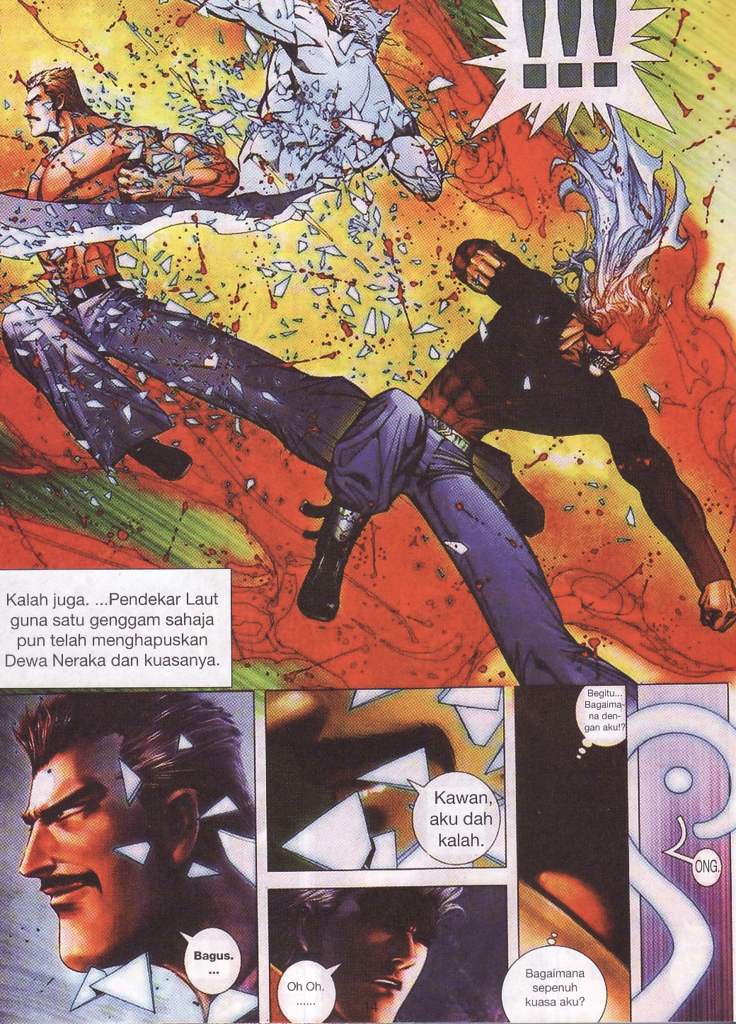 !!!
Kalah juga. ...Pendekar Laut
guna satu genggam sahaja
pun telah menghapuskan
Dewa Neraka dan kuasanya.
Bagus.
...
Kawan,
aku dah
kalah.
Oh Oh.
......
Begitu...
Bagaima-
na den-
gan aku!?
ONG.
Bagaimana
sepenuh
kuasa aku?
14